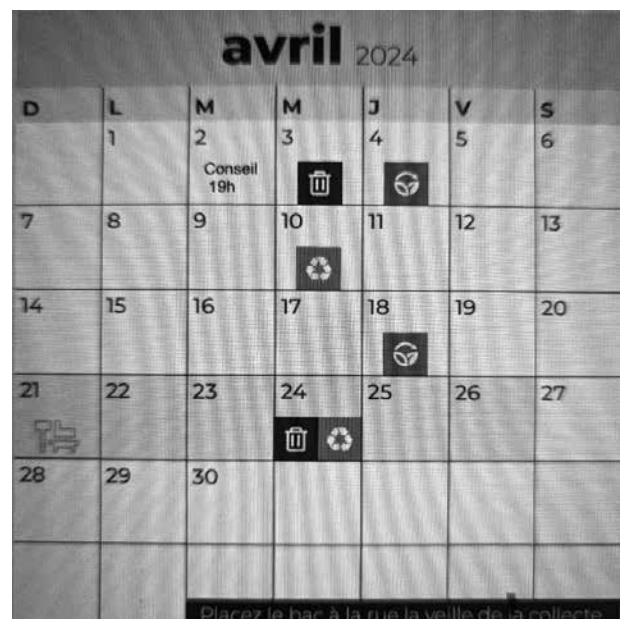 avril 2024
D L M M J V S
1 2 3 4 5 6
Conseil
19h
7 8 9 10 11 12 13
14 15 16 17 18 19 20
21 22 23 24 25 26 27
28 29 30
Placez le bac à la rue la veille de la collecte